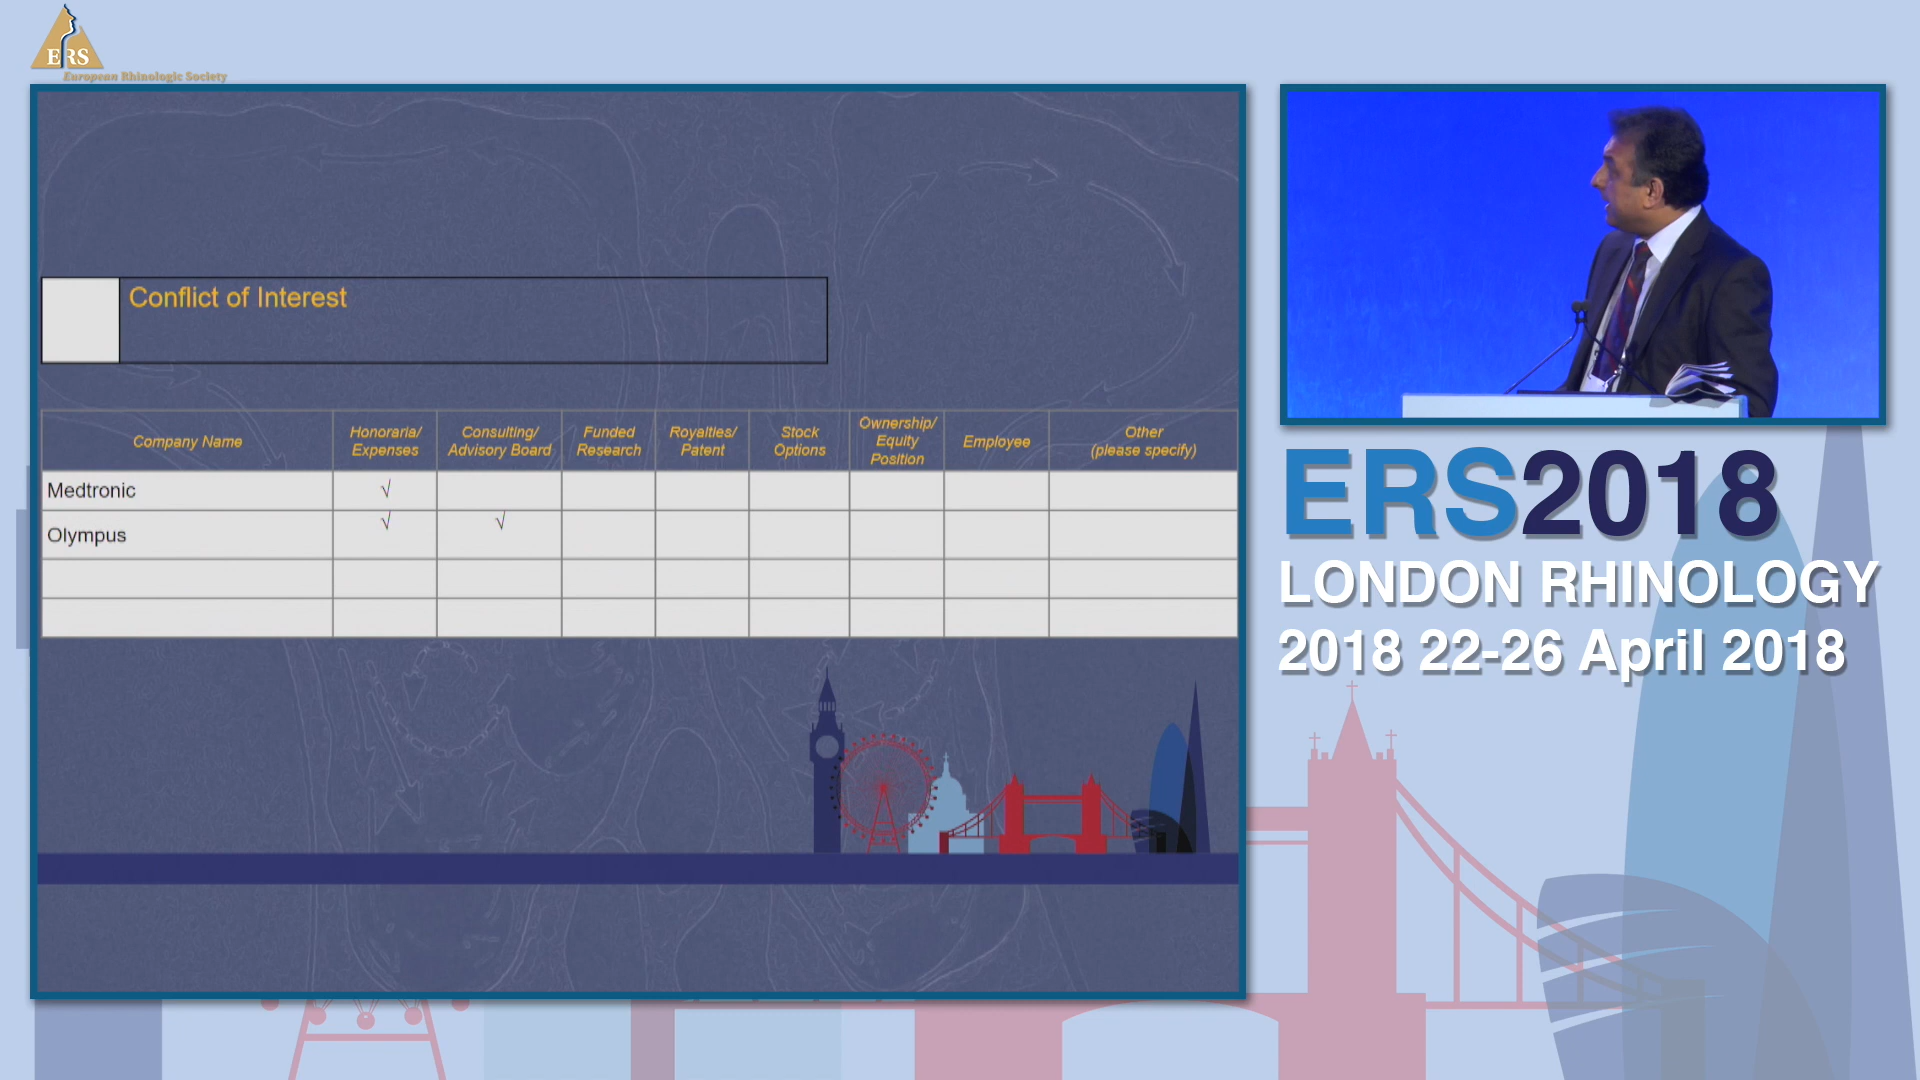 ERS
European Rhinologic Society
Conflict of Interest
Company Name
Honoraria/
Expenses
Consulting/
Advisory Board
Funded
Research
Royalties/
Patent
Stock
Options
Ownership/
Equity
Position
Employee
Other
(please specify)
Medtronic √
Olympus √ √
ERS2018
LONDON RHINOLOGY
2018 22-26 April 2018